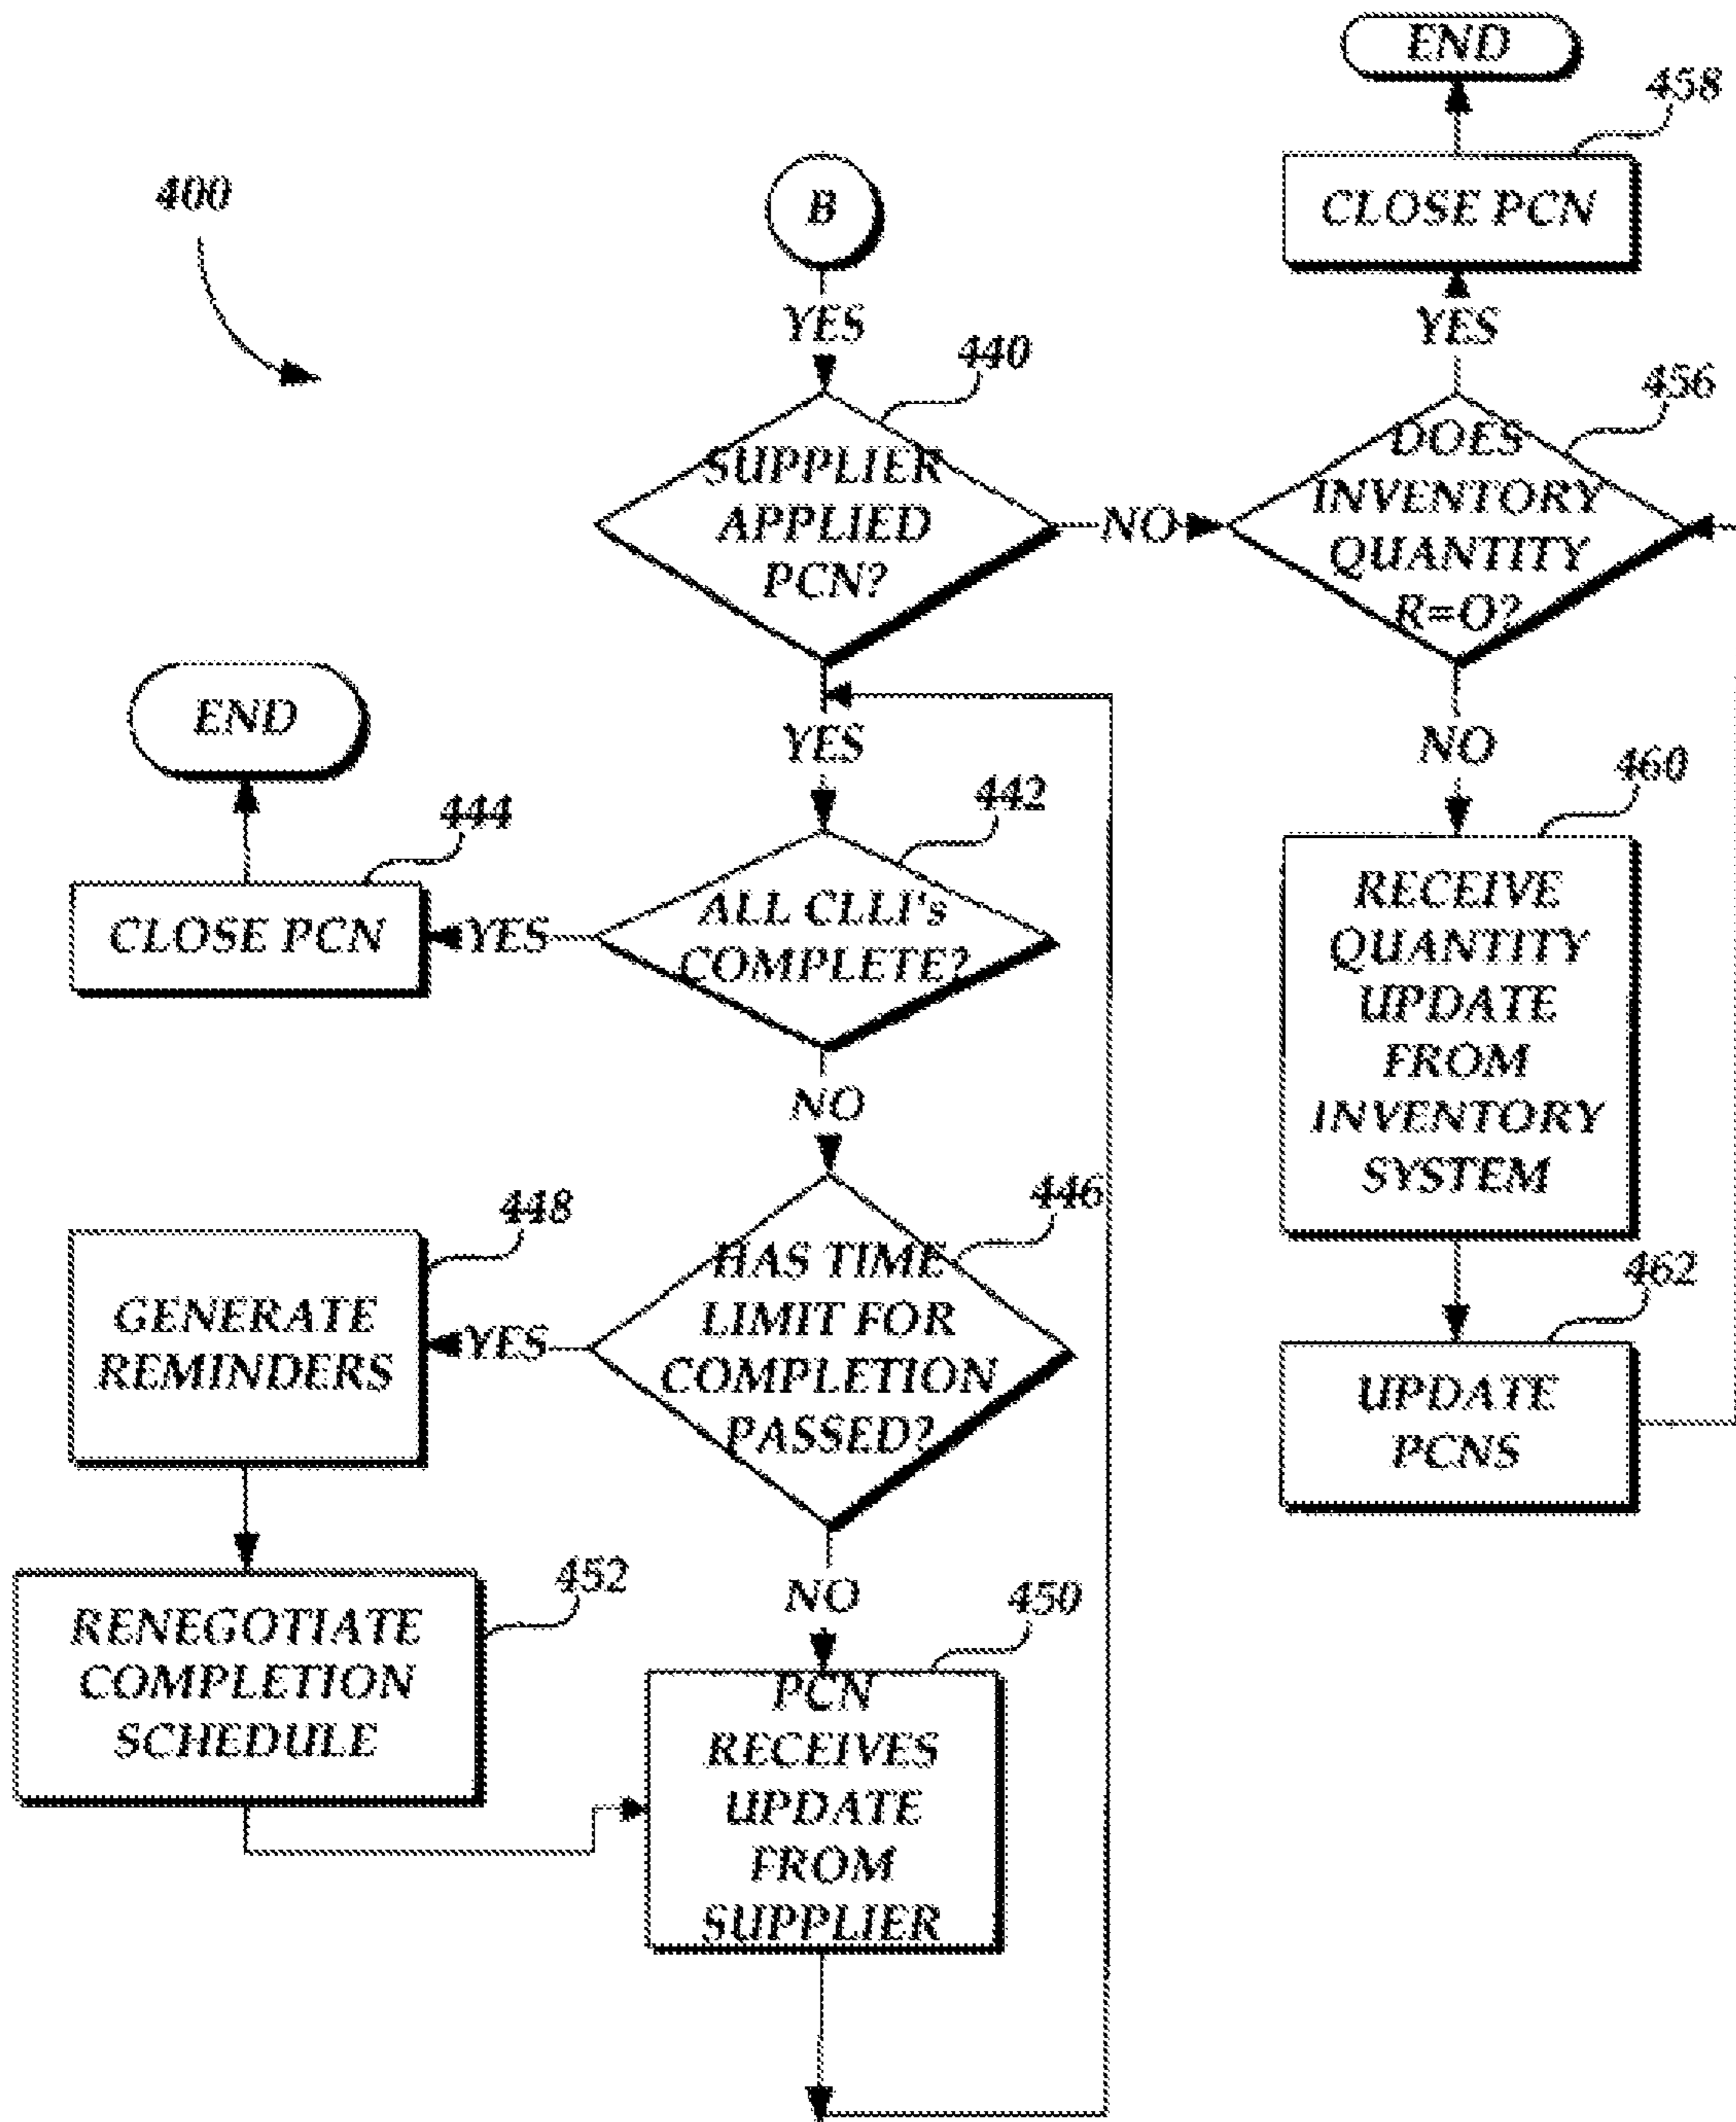 END
458
CLOSE PCN
400
B
YES
YES
440
456
SUPPLIER
APPLIED
PCN?
NO
DOES
INVENTORY
QUANTITY
R=O?
END
YES
NO
442
460
444
CLOSE PCN
YES
ALL CLLI's
COMPLETE?
RECEIVE
QUANTITY
UPDATE
FROM
INVENTORY
SYSTEM
NO
446
448
GENERATE
REMINDERS
YES
HAS TIME
LIMIT FOR
COMPLETION
PASSED?
462
UPDATE
PCNS
452
NO
450
RENEGOTIATE
COMPLETION
SCHEDULE
PCN
RECEIVES
UPDATE
FROM
SUPPLIER